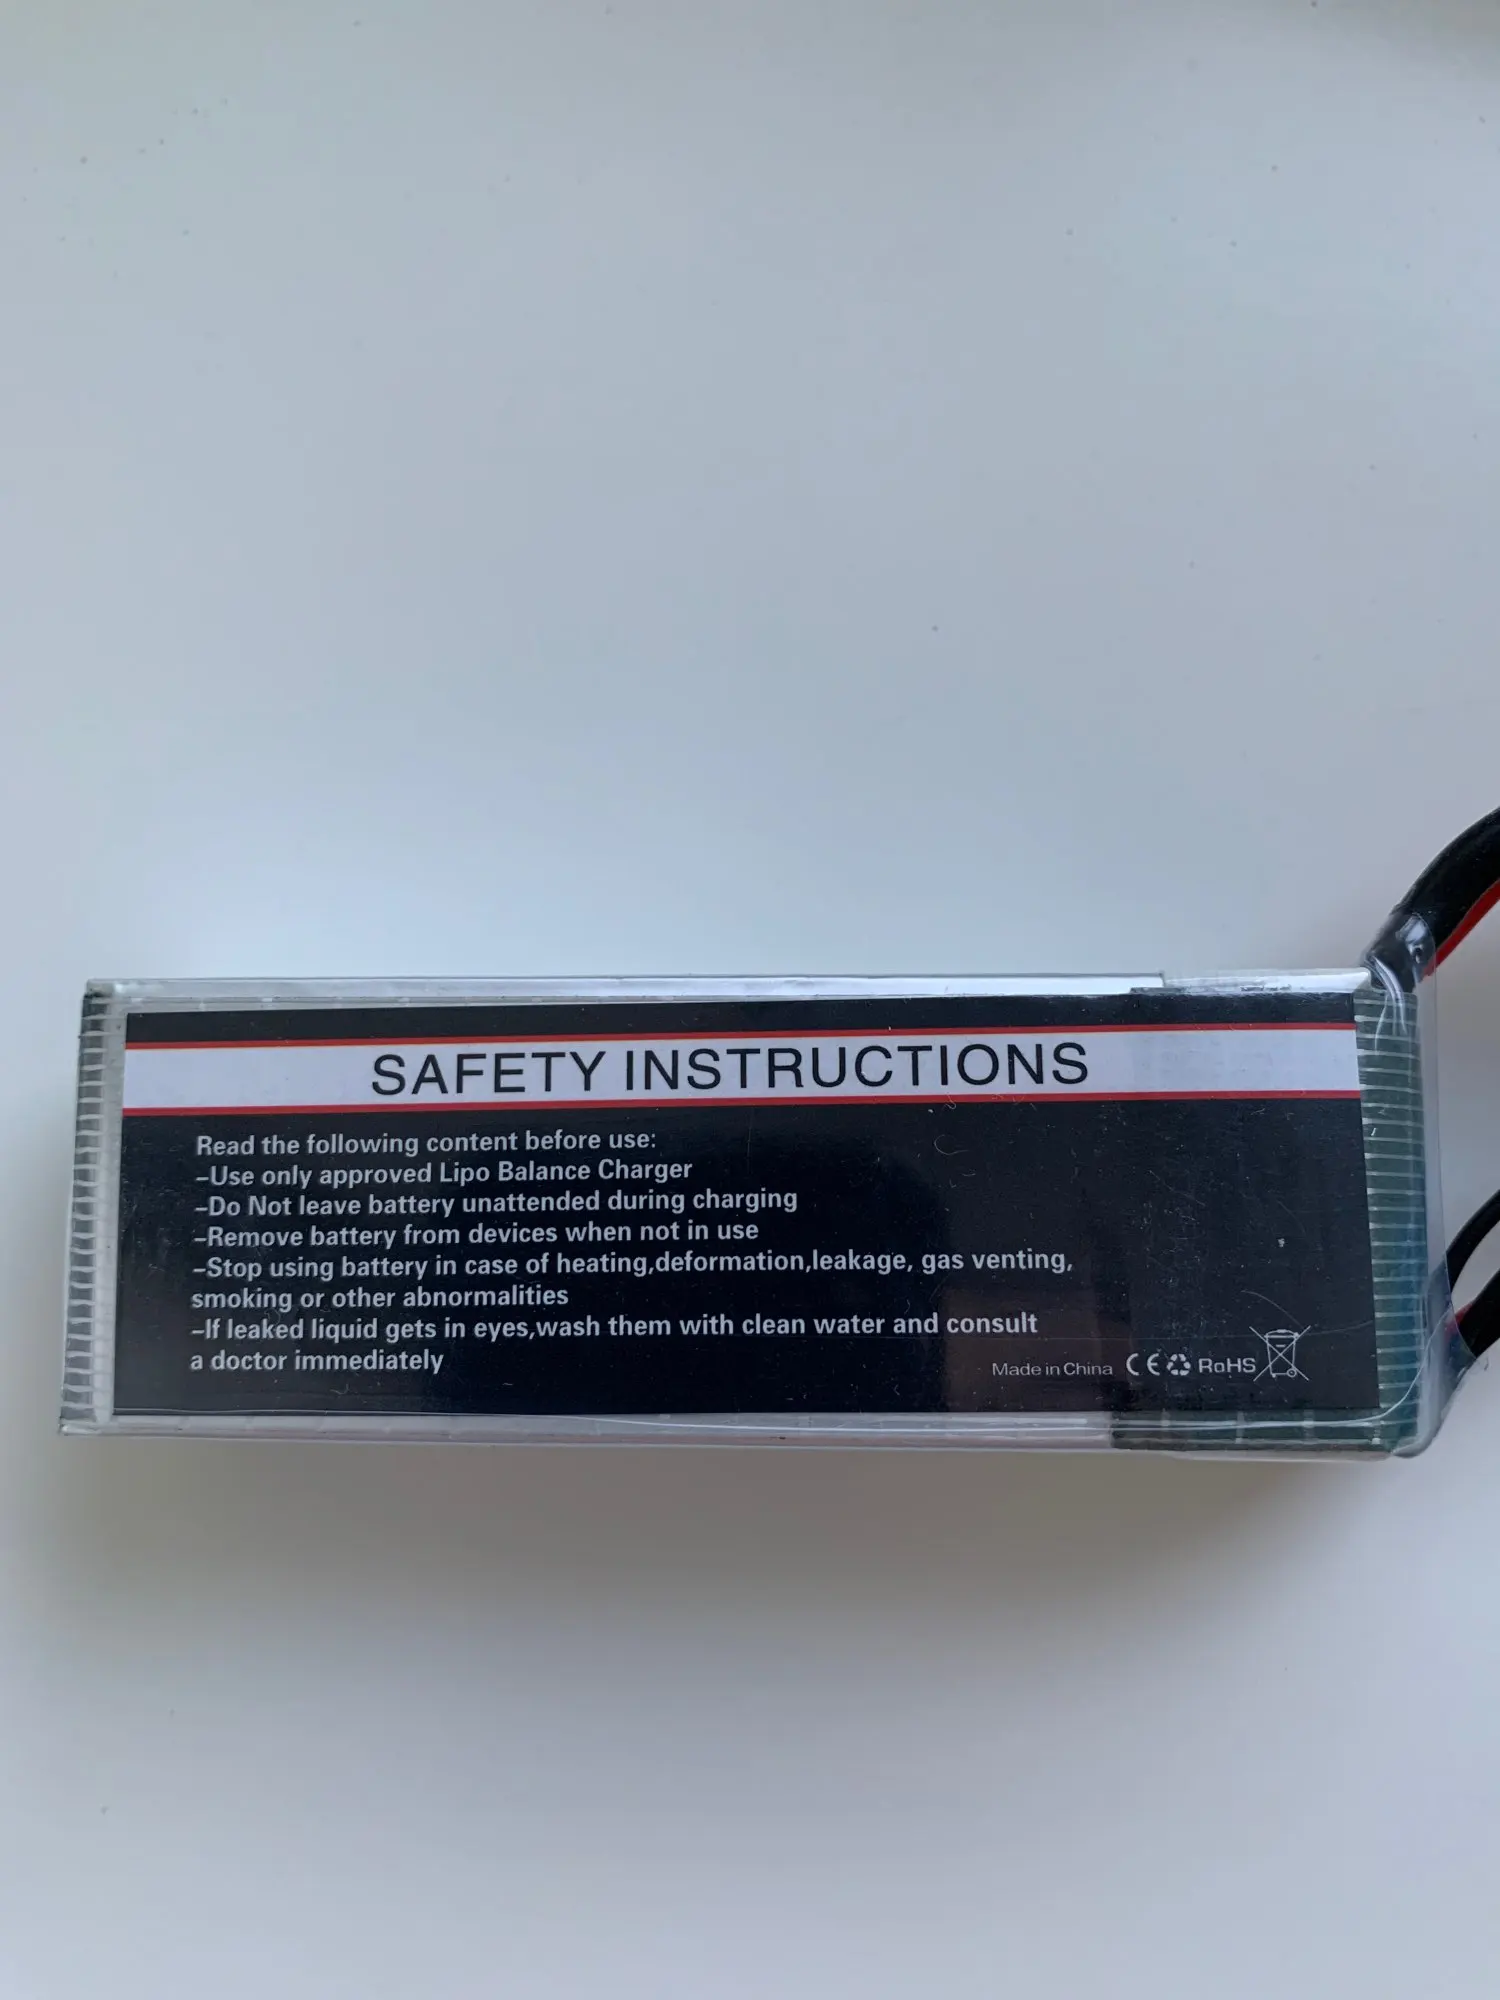 SAFETY INSTRUCTIONS
Read the following content before use:
-Use only approved Lipo Balance Charger
-Do Not leave battery unattended during charging
-Remove battery from devices when not in use
-Stop using battery in case of heating,deformation,leakage, gas venting,
smoking or other abnormalities
-If leaked liquid gets in eyes,wash them with clean water and consult
a doctor immediately
Made in China CE RoHS